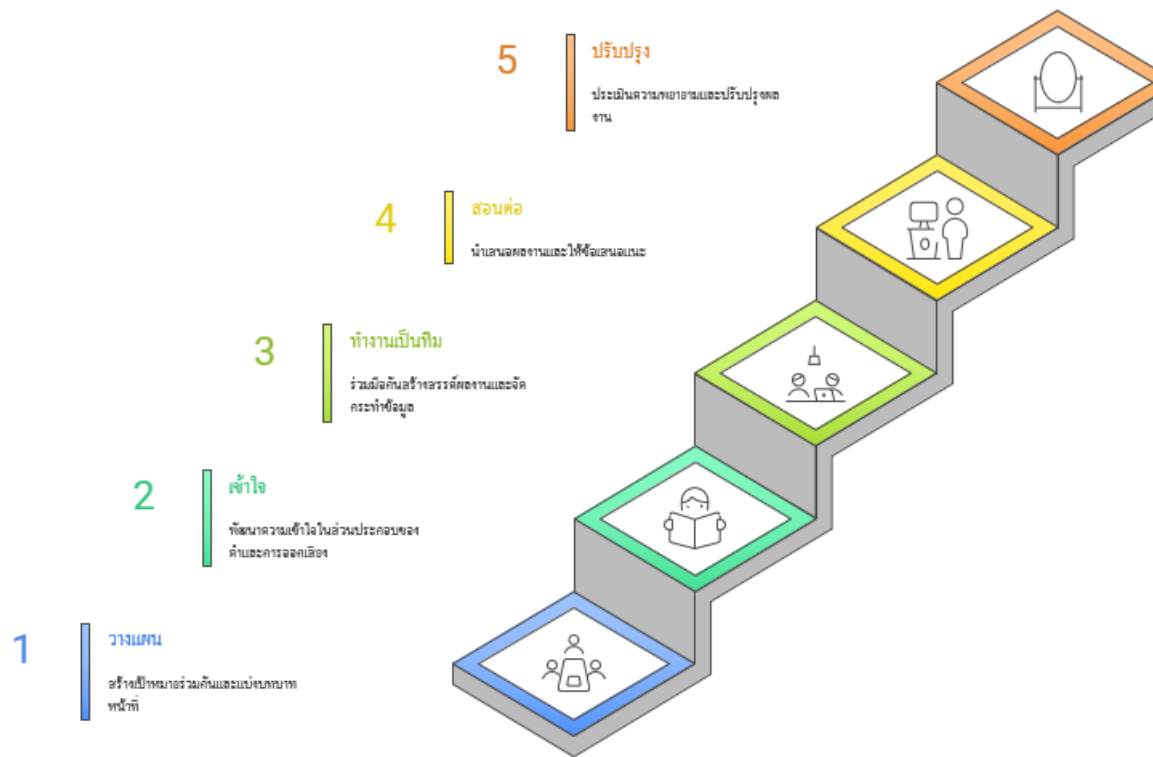 5
ปรับปรุง
ประเมินความพยายามและปรับปรุงผล
งาน
4
สอนต่อ
นำเสนอผลงานและให้ข้อเสนอแนะ
3
ทำงานเป็นทีม
ร่วมมือกันสร้างสรรค์ผลงานและจัด
กระทำข้อมูล
2
เข้าใจ
พัฒนาความเข้าใจในส่วนประกอบของ
คำและการออกเสียง
1
วางแผน
สร้างเป้าหมายร่วมกันและแบ่งบทบาท
หน้าที่